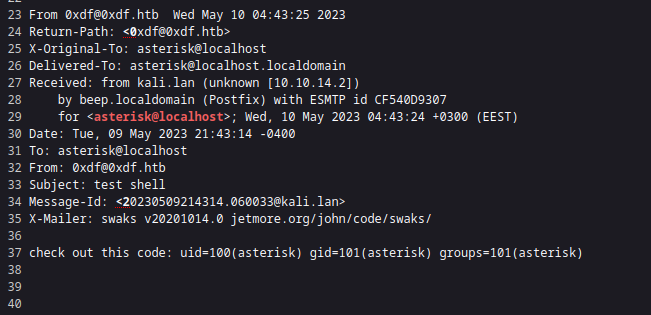 23 From 0xdf@0xdf.htb  Wed May 10 04:43:25 2023
24 Return-Path: <0xdf@0xdf.htb>
25 X-Original-To: asterisk@localhost
26 Delivered-To: asterisk@localhost.localdomain
27 Received: from kali.lan (unknown [10.10.14.2])
28     by beep.localdomain (Postfix) with ESMTP id CF540D9307
29     for <asterisk@localhost>; Wed, 10 May 2023 04:43:24 +0300 (EEST)
30 Date: Tue, 09 May 2023 21:43:14 -0400
31 To: asterisk@localhost
32 From: 0xdf@0xdf.htb
33 Subject: test shell
34 Message-Id: <20230509214314.060033@kali.lan>
35 X-Mailer: swaks v20201014.0 jetmore.org/john/code/swaks/
36
37 check out this code: uid=100(asterisk) gid=101(asterisk) groups=101(asterisk)
38
39
40